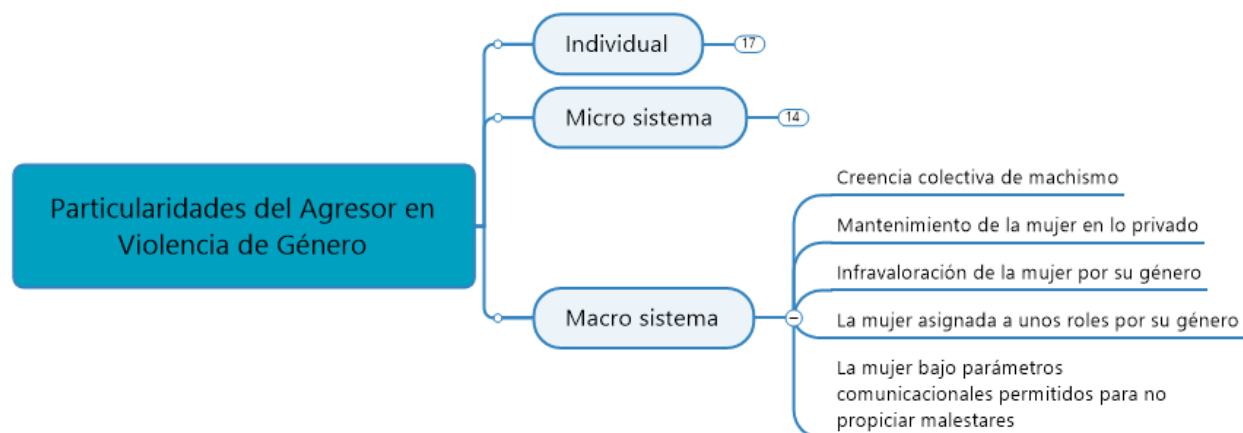 Particularidades del Agresor en
Violencia de Género
Individual
17
Micro sistema
14
Macro sistema
Creencia colectiva de machismo
Mantenimiento de la mujer en lo privado
Infravaloración de la mujer por su género
La mujer asignada a unos roles por su género
La mujer bajo parámetros
comunicacionales permitidos para no
propiciar malestares